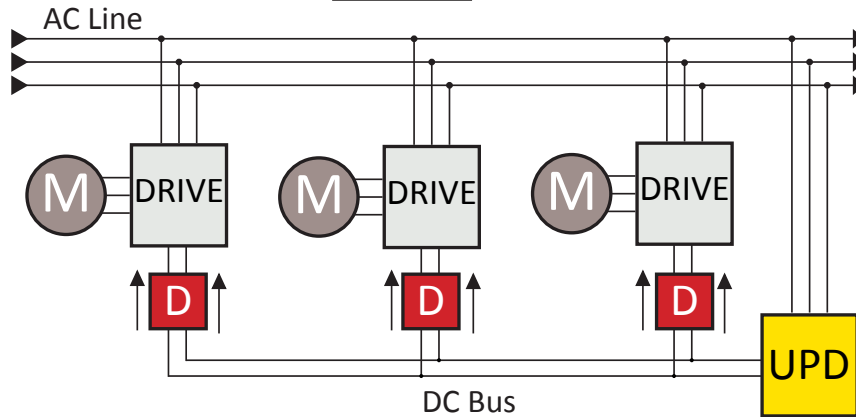 AC Line
M DRIVE M DRIVE M DRIVE
D D D
UPD
DC Bus